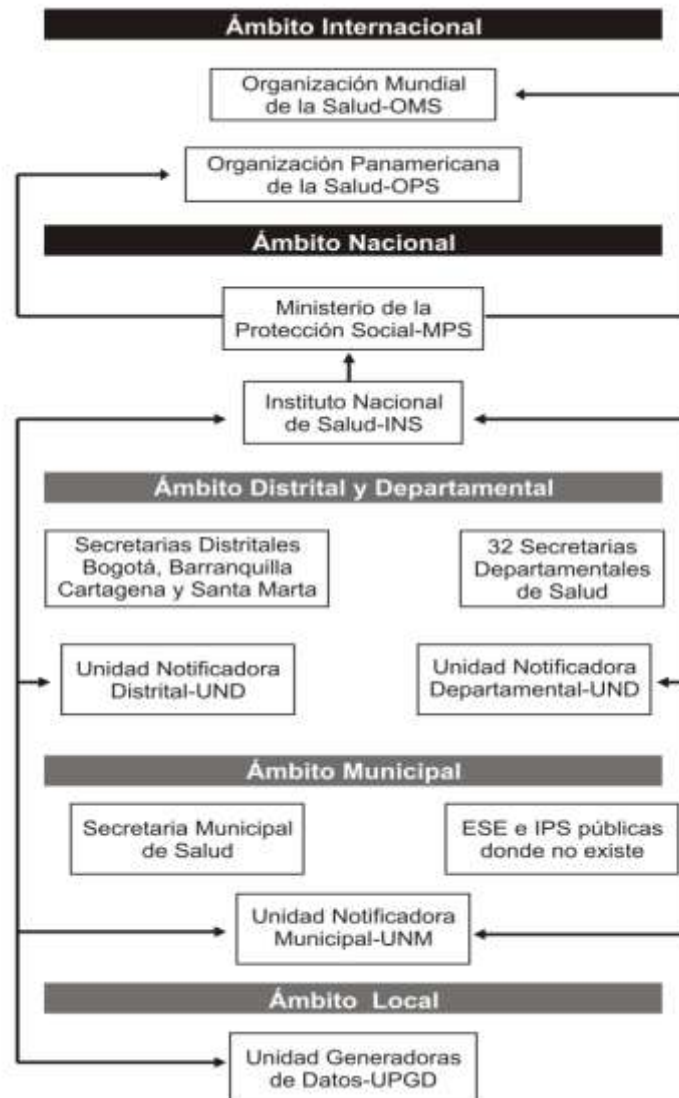 Ámbito Internacional
Organización Mundial
de la Salud-OMS
Organización Panamericana
de la Salud-OPS
Ámbito Nacional
Ministerio de la
Protección Social-MPS
Instituto Nacional
de Salud-INS
Ámbito Distrital y Departamental
Secretarias Distritales
Bogotá, Barranquilla
Cartagena y Santa Marta
32 Secretarias
Departamentales
de Salud
Unidad Notificadora
Distrital-UND
Unidad Notificadora
Departamental-UND
Ámbito Municipal
Secretaria Municipal
de Salud
ESE e IPS públicas
donde no existe
Unidad Notificadora
Municipal-UNM
Ámbito Local
Unidad Generadoras
de Datos-UPGD